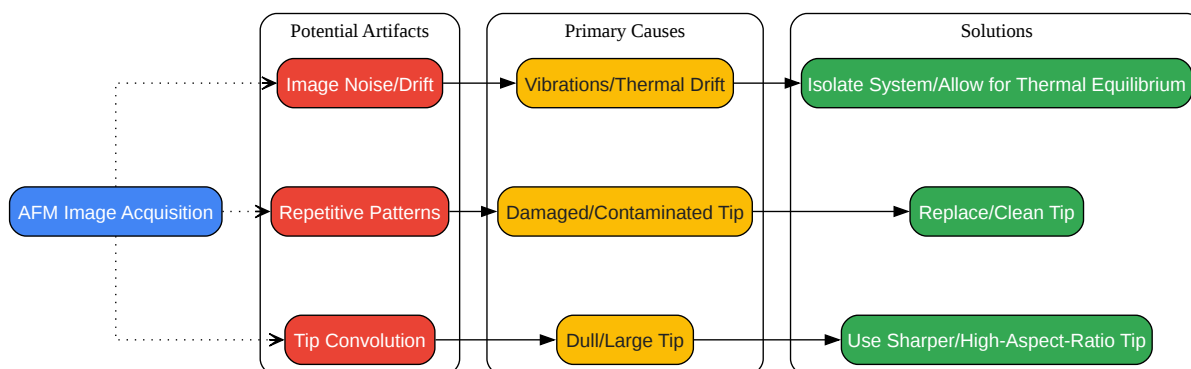 Potential Artifacts
Primary Causes
Solutions
Image Noise/Drift
Vibrations/Thermal Drift
Isolate System/Allow for Thermal Equilibrium
AFM Image Acquisition
Repetitive Patterns
Damaged/Contaminated Tip
Replace/Clean Tip
Tip Convolution
Dull/Large Tip
Use Sharper/High-Aspect-Ratio Tip